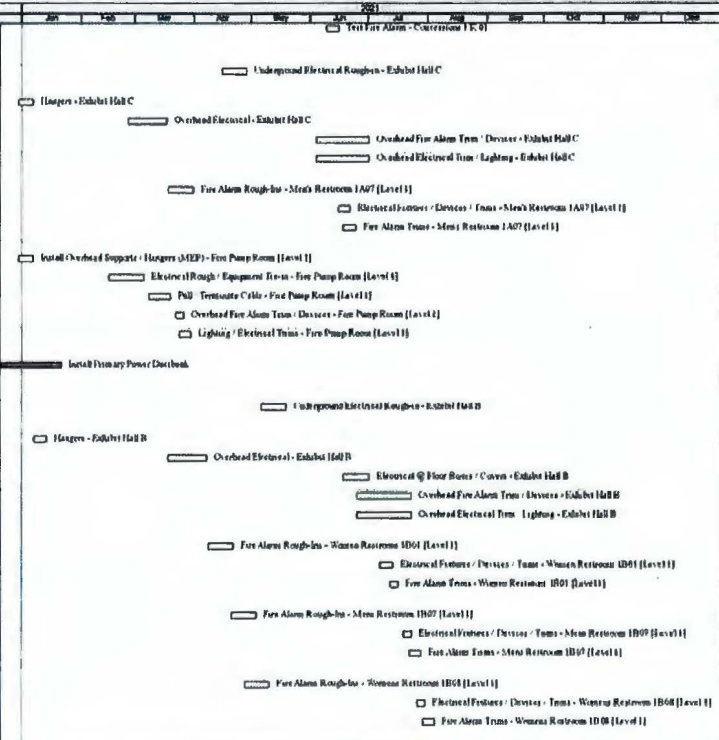 2021
Jan Feb Mar Apr May Jun Jul Aug Sep Oct Nov Dec
Test Fire Alarm - Concessions
Underground Electrical Rough-in - Exhibit Hall C
Hangers - Exhibit Hall C
Overhead Electrical - Exhibit Hall C
Overhead Fire Alarm Trim / Devices - Exhibit Hall C
Overhead Electrical Trim / Lighting - Exhibit Hall C
Fire Alarm Rough-Ins - Men's Restroom 1A07 [Level 1]
Electrical Fixtures / Devices / Trims - Men's Restroom 1A07 [Level 1]
Fire Alarm Trims - Mens Restroom 1A07 [Level 1]
Install Overhead Supports / Hangers (MEP) - Fire Pump Room [Level 1]
Electrical Rough / Equipment Tie-in - Fire Pump Room [Level 1]
Pull / Terminate Cable - Fire Pump Room [Level 1]
Overhead Fire Alarm Trim / Devices - Fire Pump Room [Level 1]
Lighting / Electrical Trims - Fire Pump Room [Level 1]
Install Primary Power Ductbank
Underground Electrical Rough-in - Exhibit Hall B
Hangers - Exhibit Hall B
Overhead Electrical - Exhibit Hall B
Electrical @ Floor Boxes / Covers - Exhibit Hall B
Overhead Fire Alarm Trim / Devices - Exhibit Hall B
Overhead Electrical Trim / Lighting - Exhibit Hall B
Fire Alarm Rough-Ins - Women Restroom 1B01 [Level 1]
Electrical Fixtures / Devices / Trims - Women Restroom 1B01 [Level 1]
Fire Alarm Trims - Women Restroom 1B01 [Level 1]
Fire Alarm Rough-Ins - Mens Restroom 1B07 [Level 1]
Electrical Fixtures / Devices / Trims - Mens Restroom 1B07 [Level 1]
Fire Alarm Trims - Mens Restroom 1B07 [Level 1]
Fire Alarm Rough-Ins - Womens Restroom 1B08 [Level 1]
Electrical Fixtures / Devices / Trims - Womens Restroom 1B08 [Level 1]
Fire Alarm Trims - Womens Restroom 1B08 [Level 1]